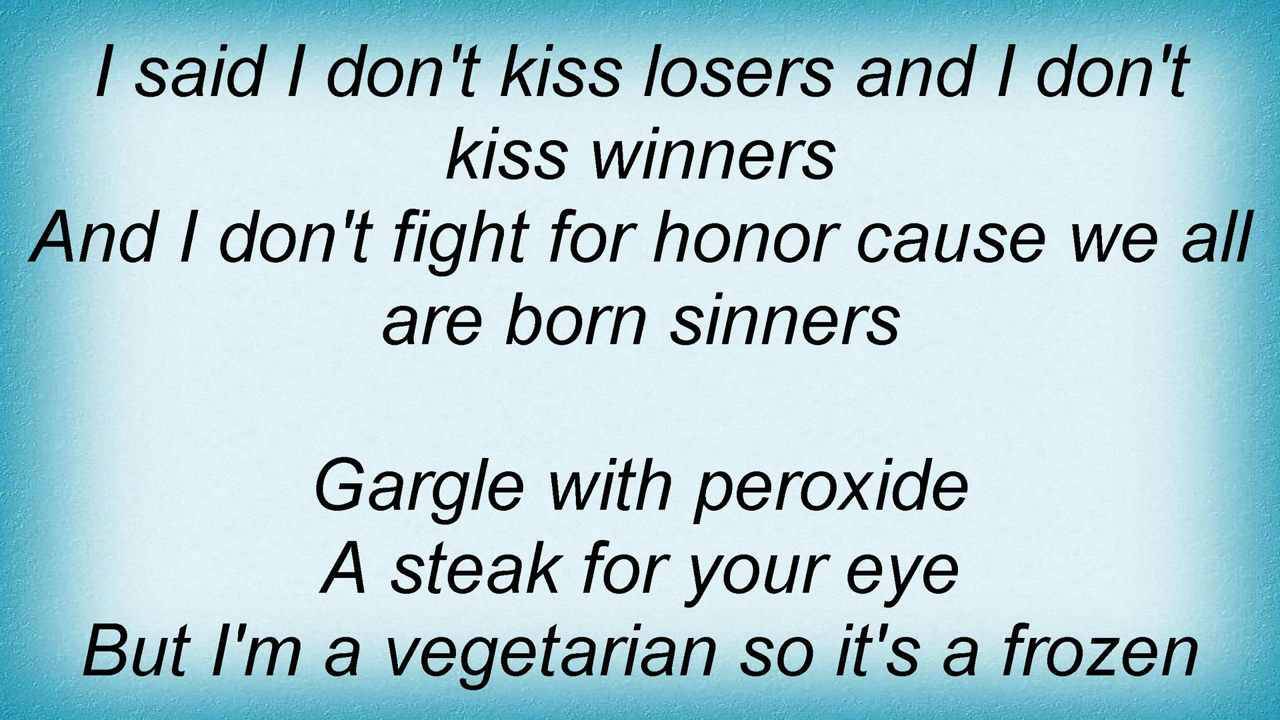 I said I don't kiss losers and I don't
kiss winners
And I don't fight for honor cause we all
are born sinners
Gargle with peroxide
A steak for your eye
But I'm a vegetarian so it's a frozen